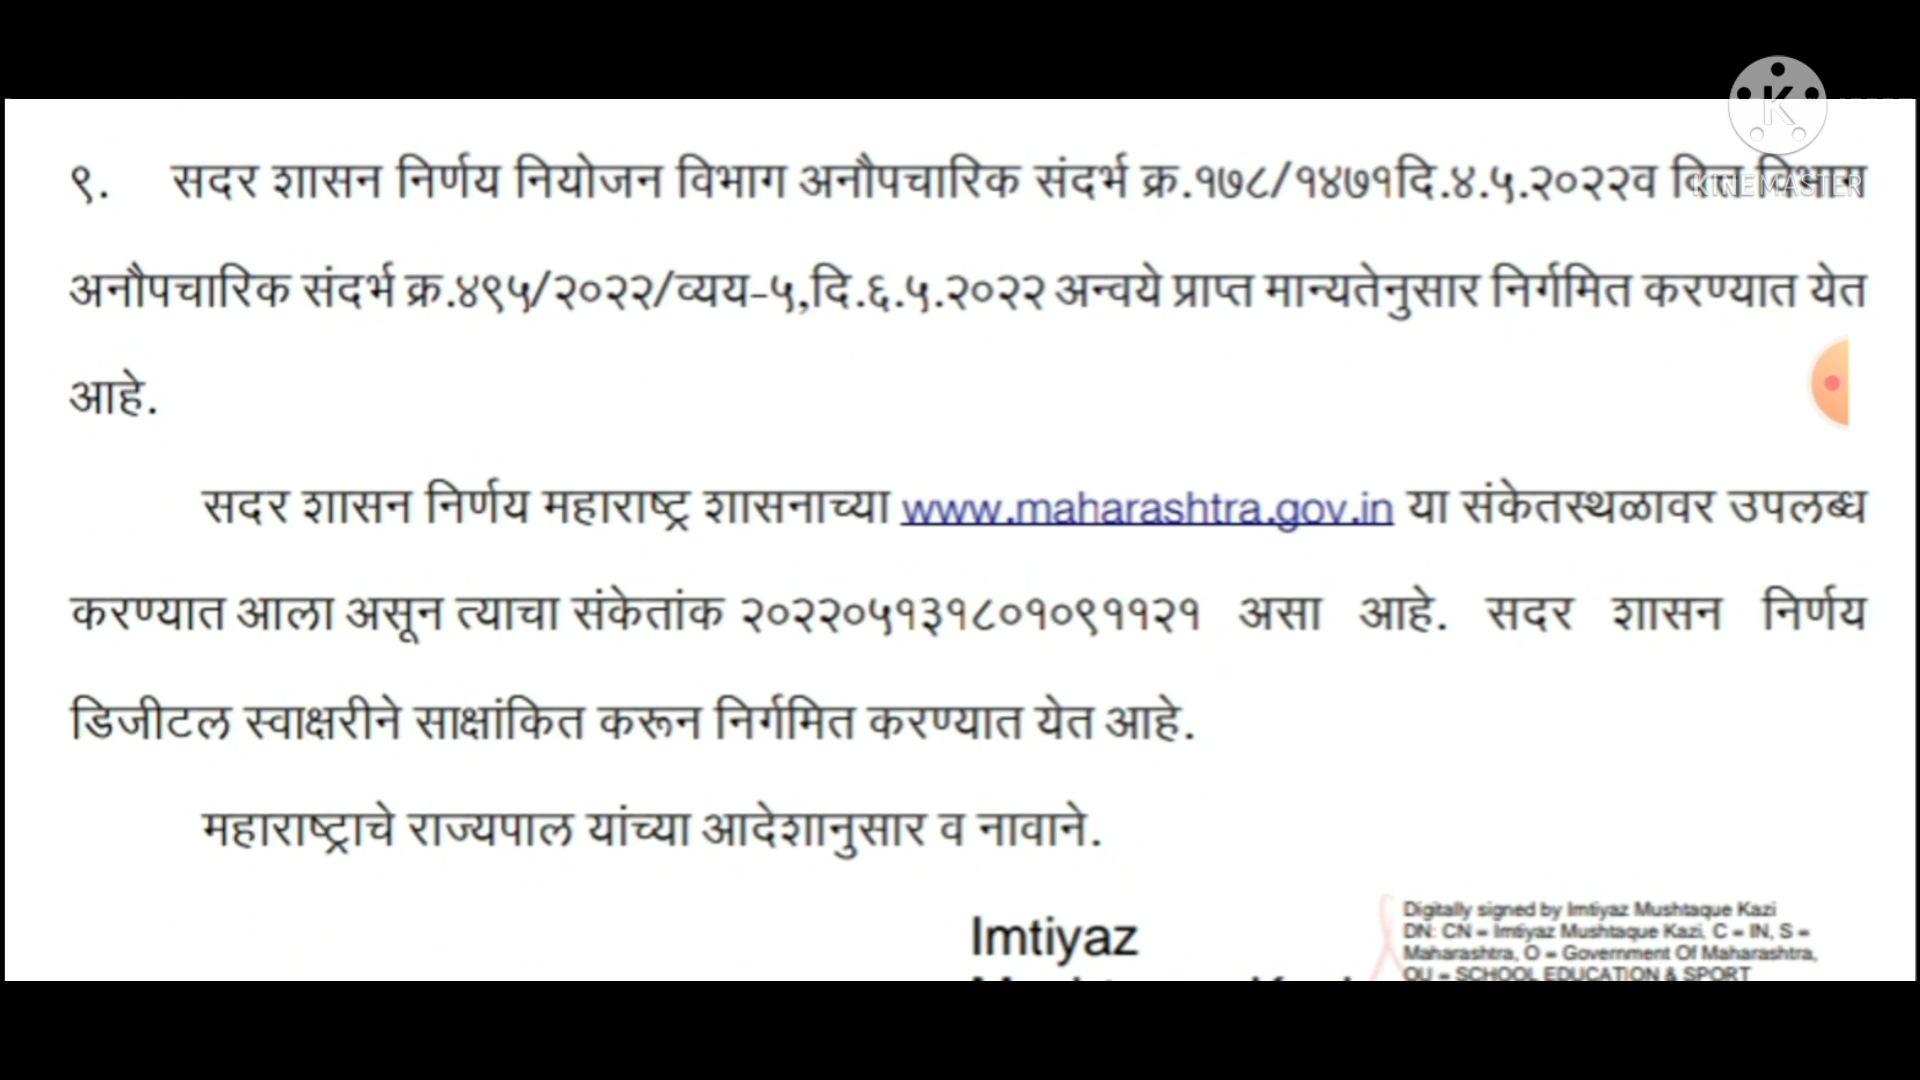 K
KINEMASTER
९. सदर शासन निर्णय नियोजन विभाग अनौपचारिक संदर्भ क्र.१७८/१४७१दि.४.५.२०२२व वित्त विभाग
अनौपचारिक संदर्भ क्र.४९५/२०२२/व्यय-५,दि.६.५.२०२२ अन्वये प्राप्त मान्यतेनुसार निर्गमित करण्यात येत
आहे.
सदर शासन निर्णय महाराष्ट्र शासनाच्या www.maharashtra.gov.in या संकेतस्थळावर उपलब्ध
करण्यात आला असून त्याचा संकेतांक २०२२०५१३१८०१०९११२१ असा आहे. सदर शासन निर्णय
डिजीटल स्वाक्षरीने साक्षांकित करून निर्गमित करण्यात येत आहे.
महाराष्ट्राचे राज्यपाल यांच्या आदेशानुसार व नावाने.
Imtiyaz
Digitally signed by Imtiyaz Mushtaque Kazi
DN: CN = Imtiyaz Mushtaque Kazi, C = IN, S =
Maharashtra, O = Government Of Maharashtra,
OU = SCHOOL EDUCATION & SPORT